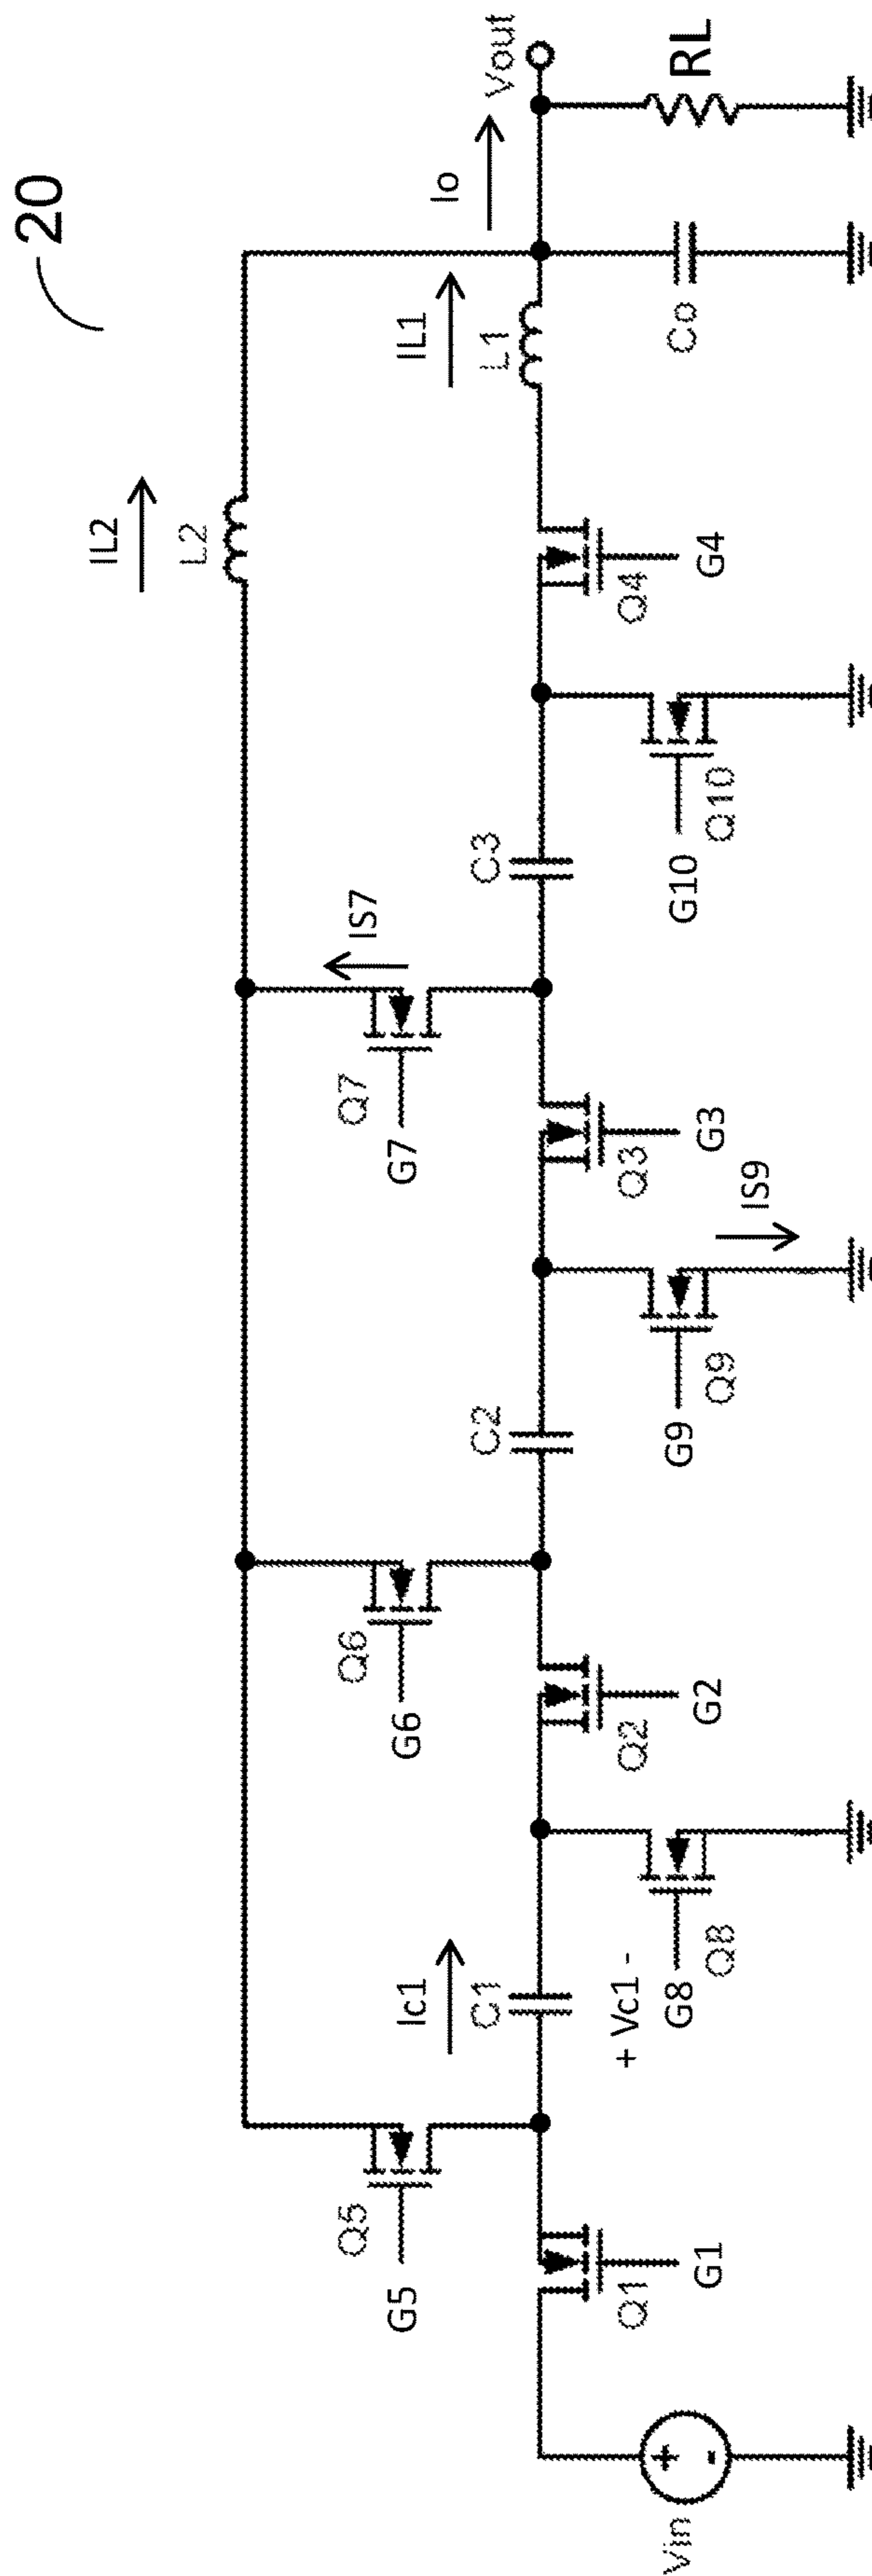 20
IL2
L2
Io
Vout
IL1
L1
RL
Co
Q4
G4
Q10
G10
C3
IS7
Q7
G7
Q3
G3
IS9
Q9
G9
C2
Q6
G6
Q2
G2
Q8
G8
+ Vc1 -
Ic1
C1
Q5
G5
Q1
G1
+
-
Vin